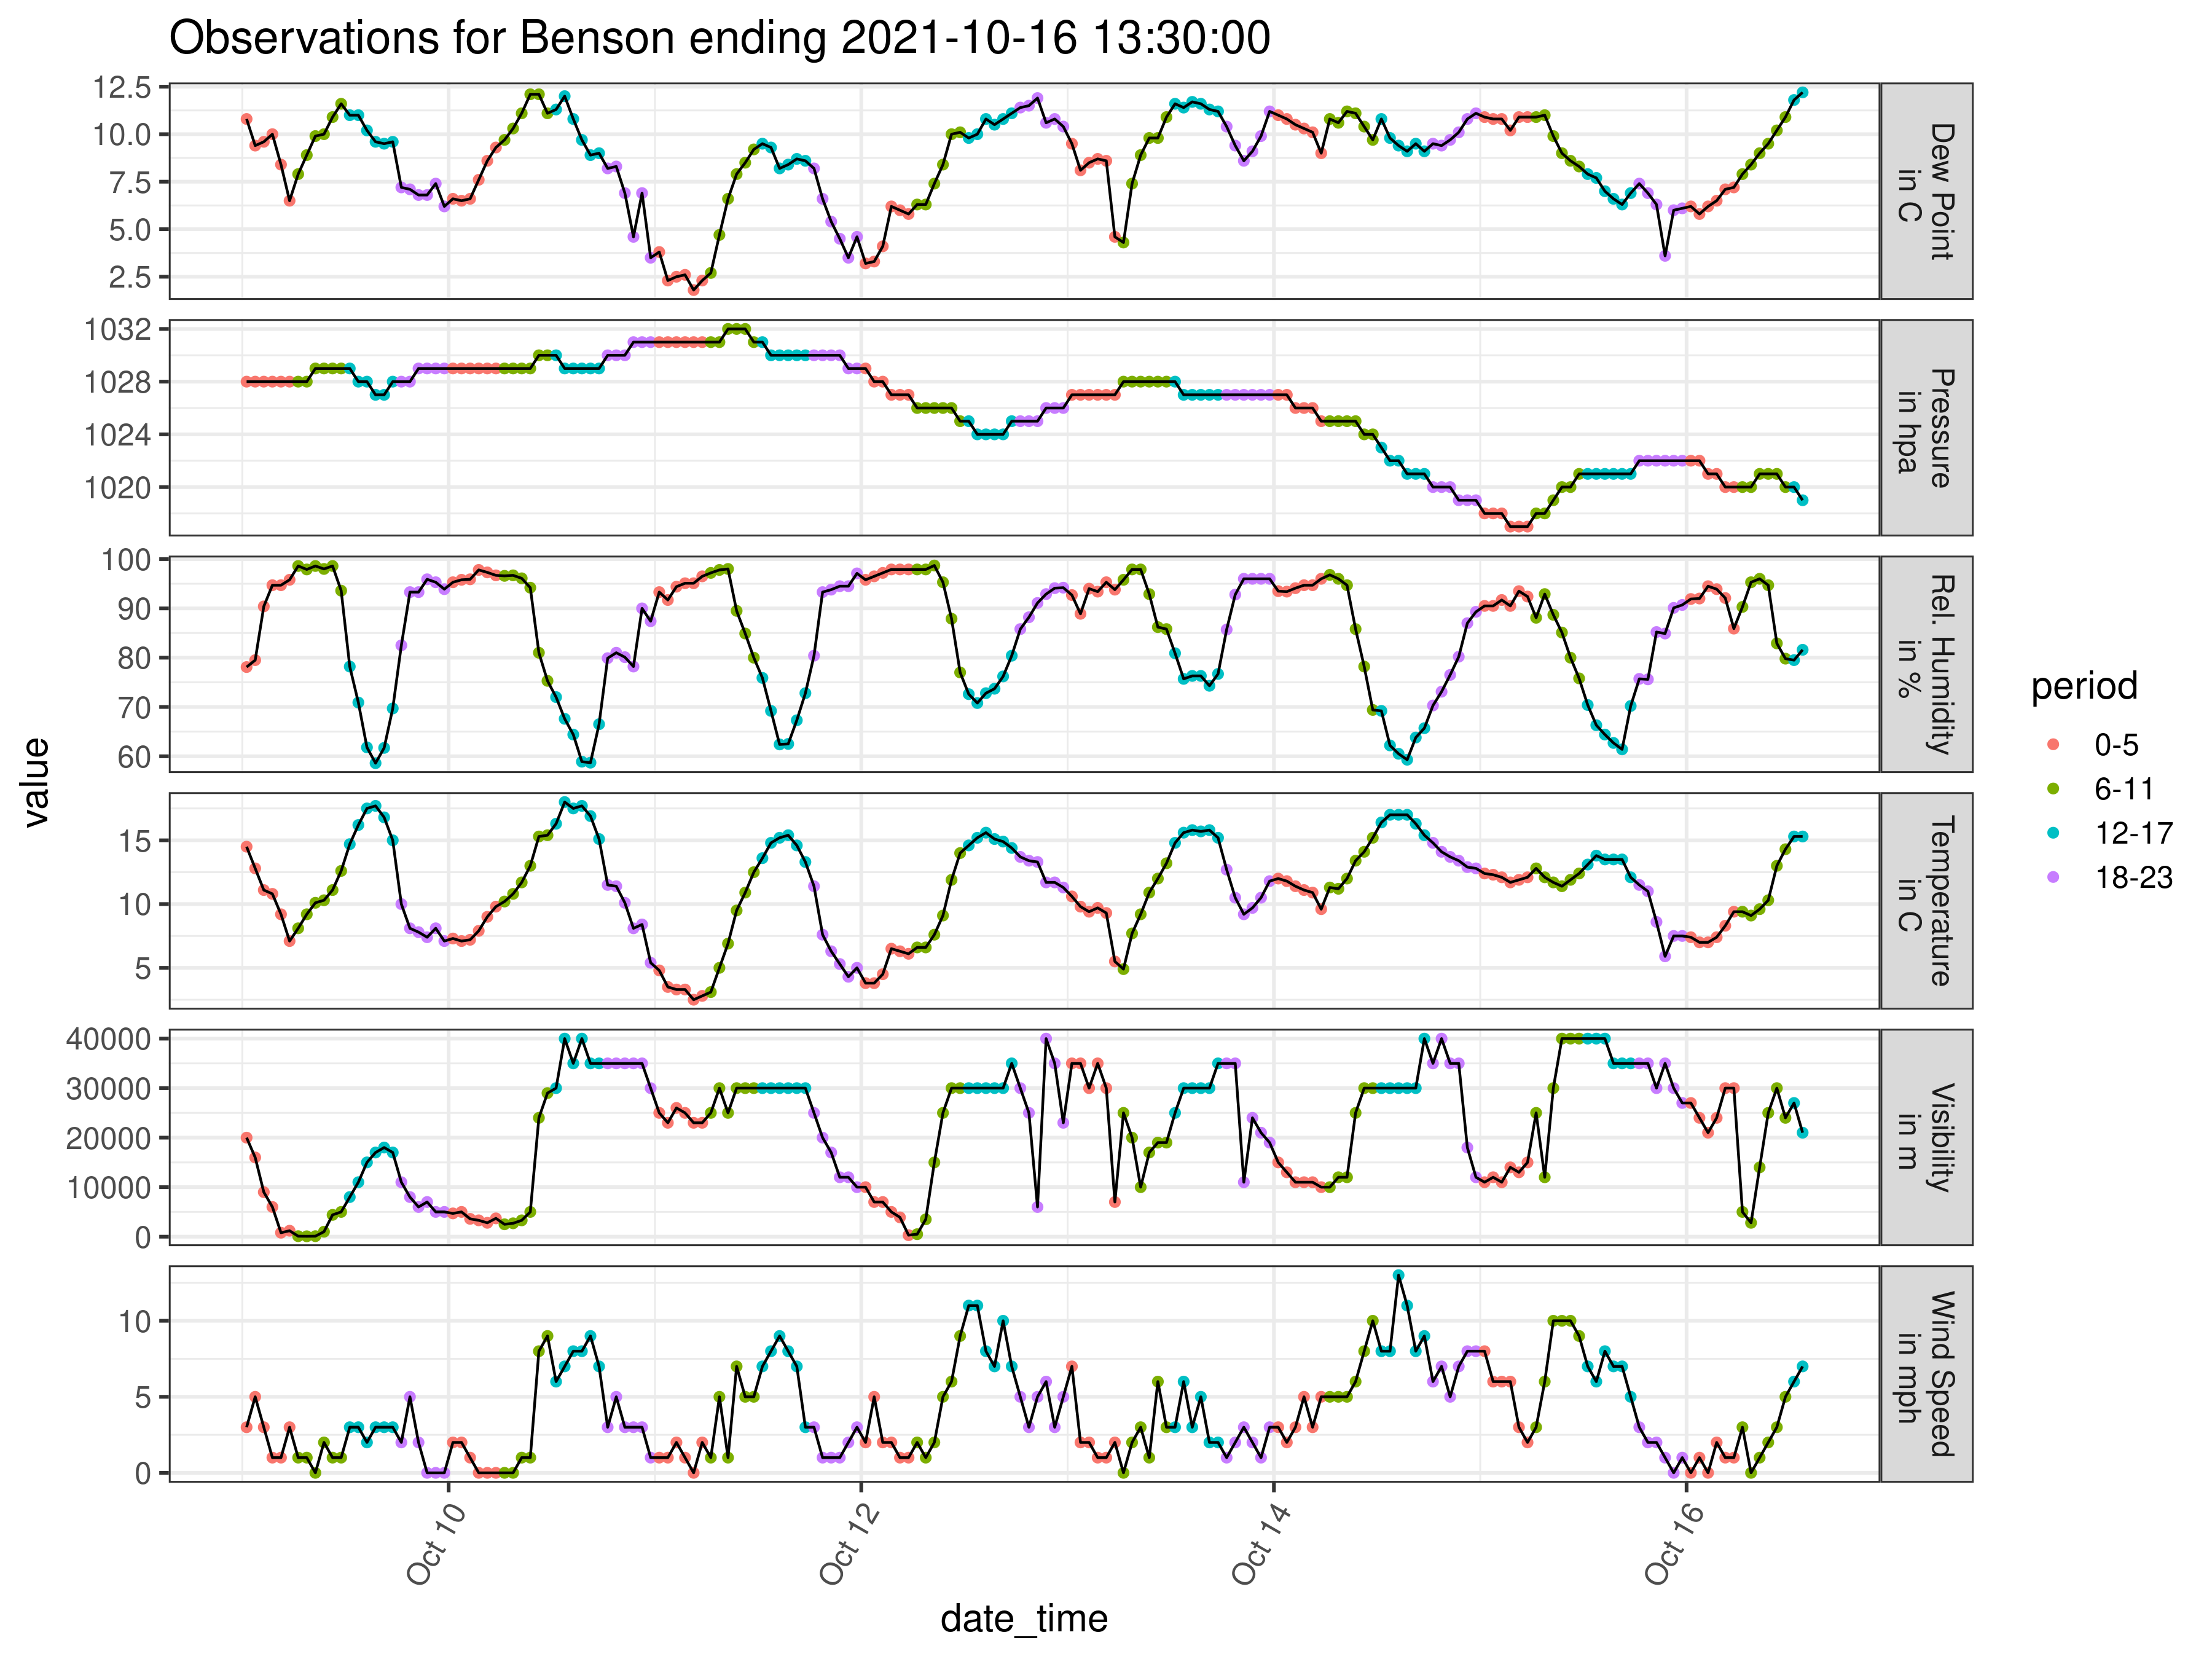 Observations for Benson ending 2021-10-16 13:30:00
12.5
10.0
7.5
5.0
2.5
Dew Point
in C
1032
1028
1024
1020
Pressure
in hpa
100
90
80
70
60
Rel. Humidity
in %
15
10
5
Temperature
in C
40000
30000
20000
10000
0
Visibility
in m
10
5
0
Wind Speed
in mph
value
Oct 10
Oct 12
Oct 14
Oct 16
date_time
period
0-5
6-11
12-17
18-23